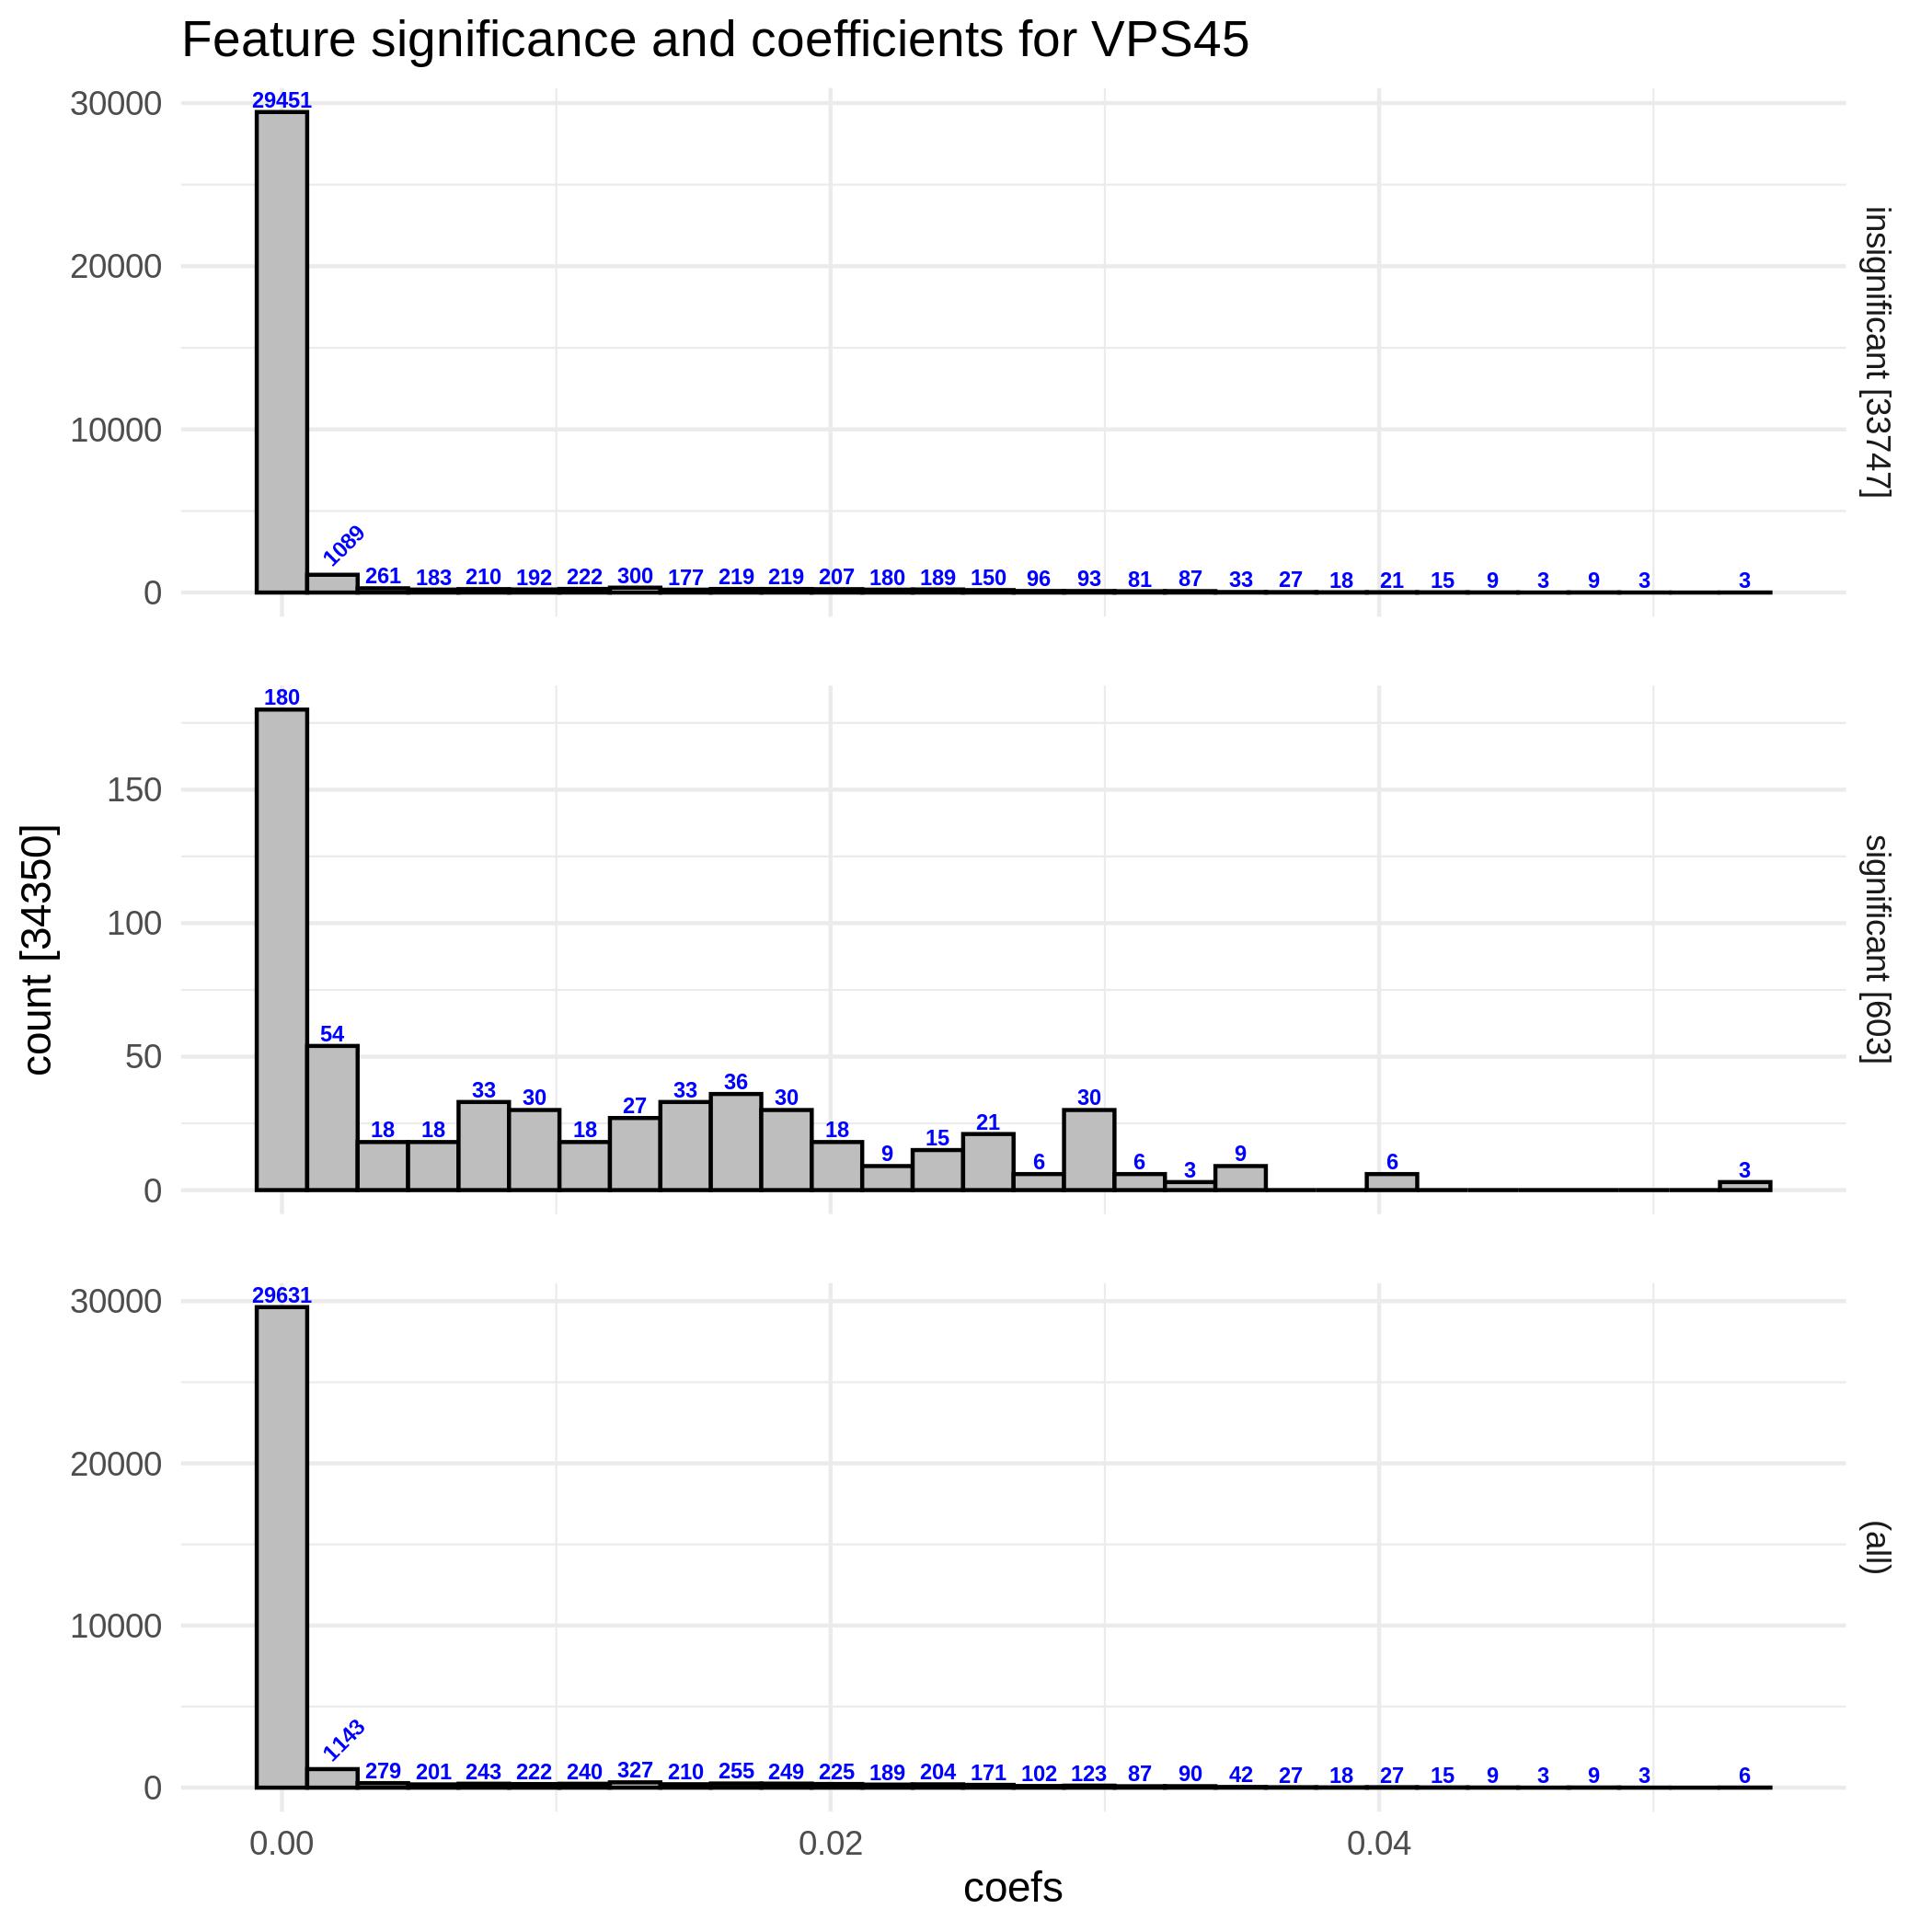 Feature significance and coefficients for VPS45
30000
20000
10000
0
29451
1089
261 183 210 192 222 300 177 219 219 207 180 189 150 96 93 81 87 33 27 18 21 15 9 3 9 3 3
insignificant [33747]
count [34350]
150
100
50
0
180
54
18 18 33 30 18 27 33 36 30 18 9 15 21 6 30 6 3 9 6 3
significant [603]
30000
20000
10000
0
29631
1143
279 201 243 222 240 327 210 255 249 225 189 204 171 102 123 87 90 42 27 18 27 15 9 3 9 3 6
(all)
0.00 0.02 0.04
coefs